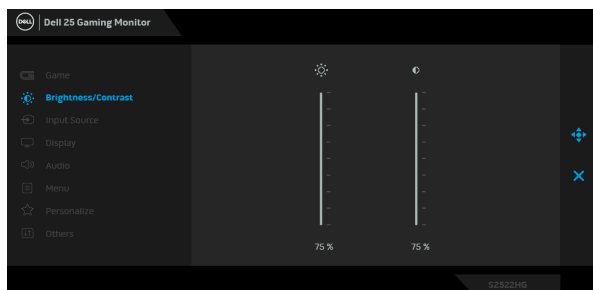 DELL Dell 25 Gaming Monitor
Game
Brightness/Contrast
Input Source
Display
Audio
Menu
Personalize
Others
75 % 75 %
S2522HG